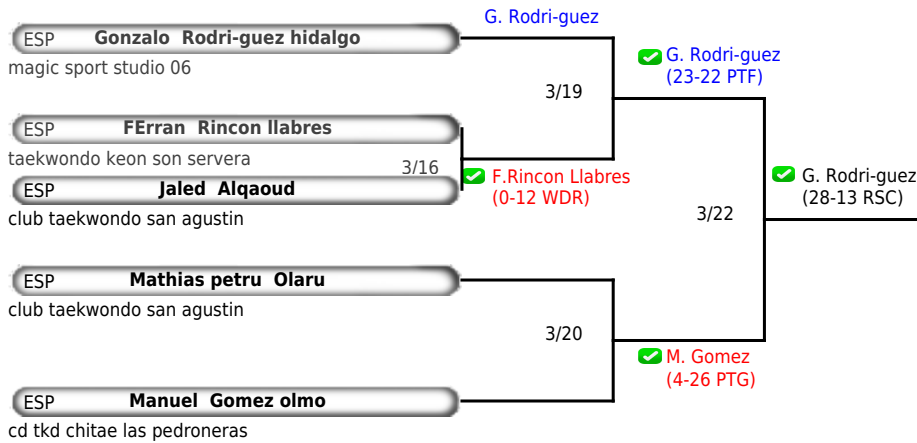 G. Rodri-guez
ESP Gonzalo Rodri-guez hidalgo
magic sport studio 06
G. Rodri-guez
(23-22 PTF)
3/19
ESP FErran Rincon llabres
taekwondo keon son servera
3/16
F.Rincon Llabres
(0-12 WDR)
ESP Jaled Alqaoud
club taekwondo san agustin
G. Rodri-guez
(28-13 RSC)
3/22
ESP Mathias petru Olaru
club taekwondo san agustin
3/20
M. Gomez
(4-26 PTG)
ESP Manuel Gomez olmo
cd tkd chitae las pedroneras